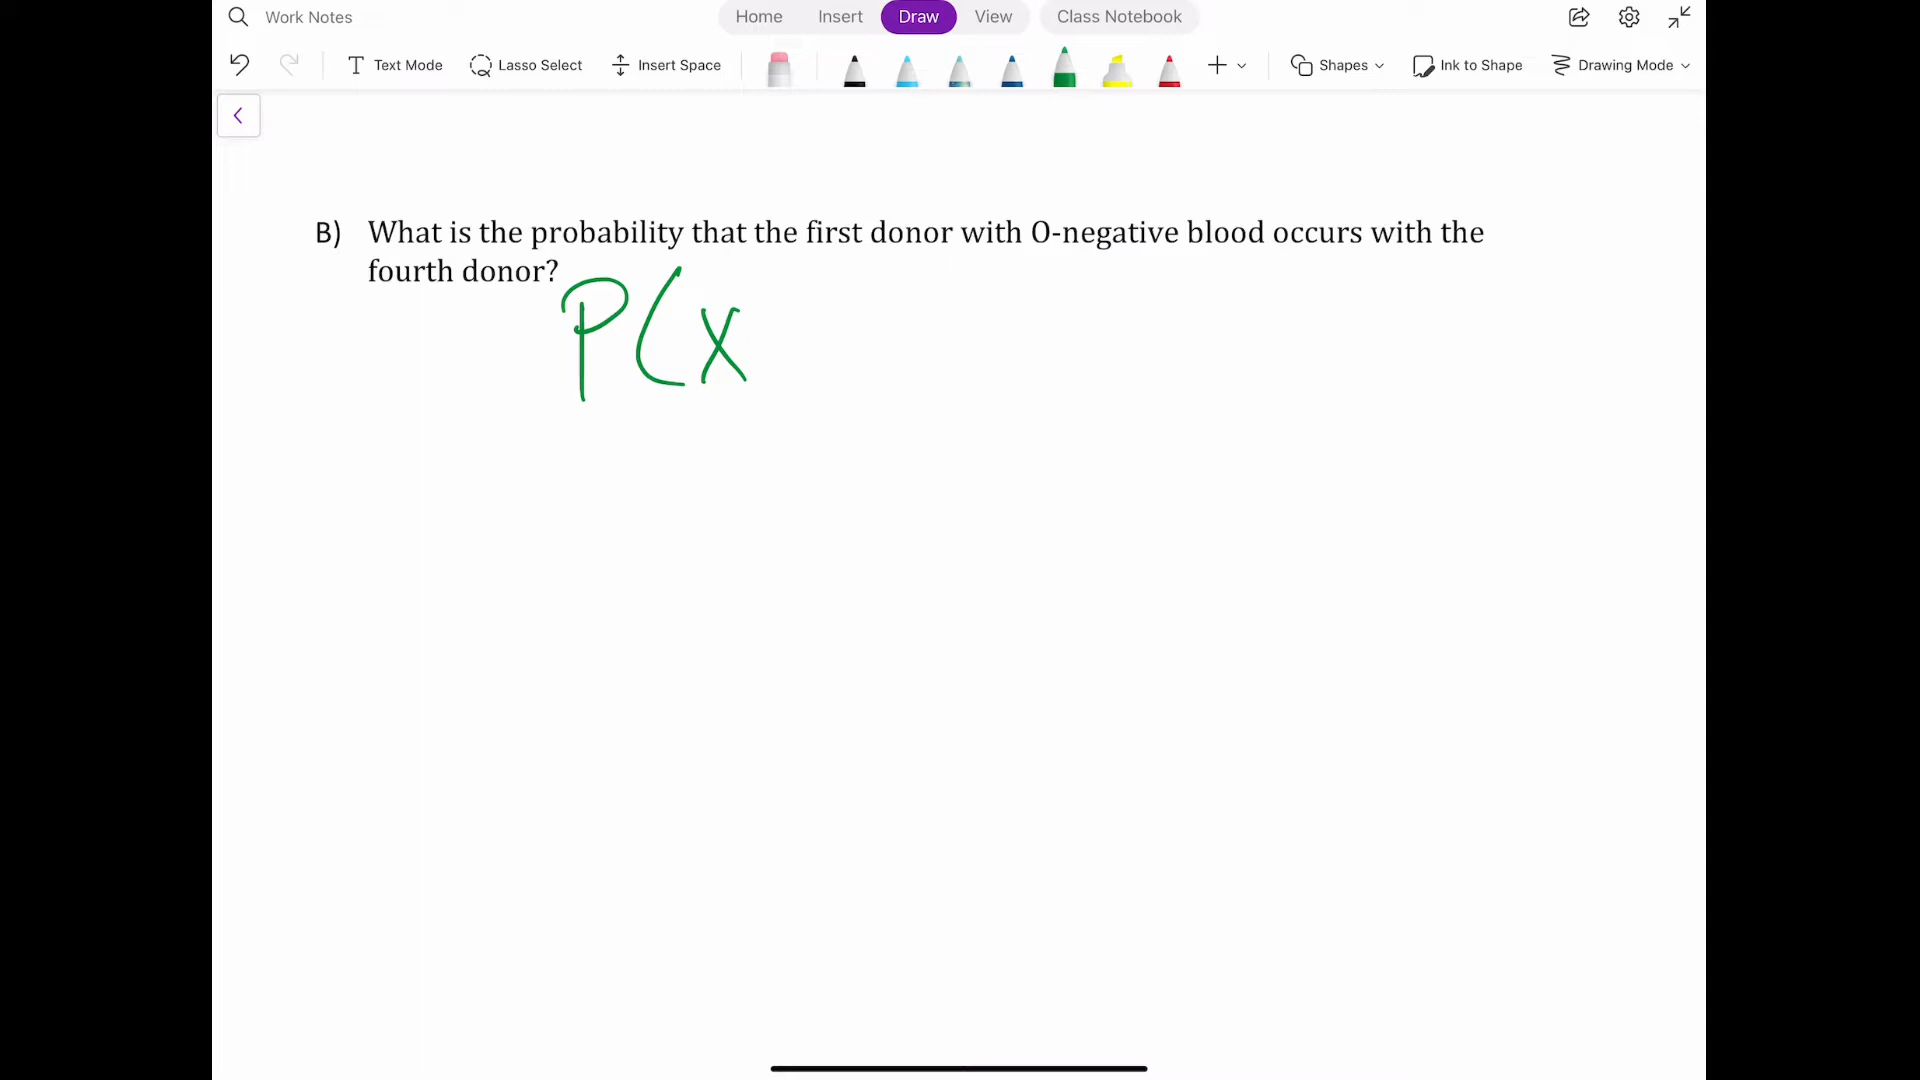 Work Notes
Home Insert Draw View Class Notebook
Text Mode Lasso Select Insert Space Shapes Ink to Shape Drawing Mode
B) What is the probability that the first donor with O-negative blood occurs with the
fourth donor?
P(x